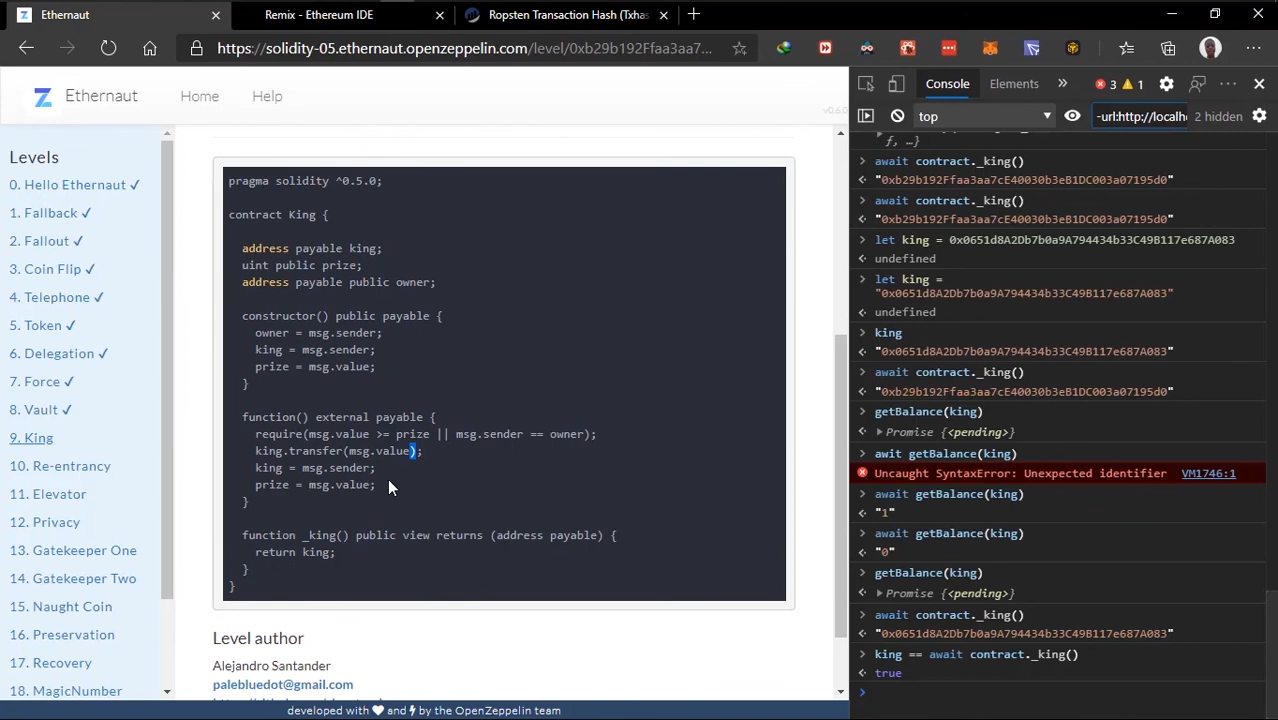 Ethernaut
Remix - Ethereum IDE
Ropsten Transaction Hash (Txhas
https://solidity-05.ethernaut.openzeppelin.com/level/0xb29b192Ffaa3aa7...
Ethernaut
Home
Help
v0.6.0
Levels
0. Hello Ethernaut ✓
1. Fallback ✓
2. Fallout ✓
3. Coin Flip ✓
4. Telephone ✓
5. Token ✓
6. Delegation ✓
7. Force ✓
8. Vault ✓
9. King
10. Re-entrancy
11. Elevator
12. Privacy
13. Gatekeeper One
14. Gatekeeper Two
15. Naught Coin
16. Preservation
17. Recovery
18. MagicNumber
pragma solidity ^0.5.0;
contract King {
address payable king;
uint public prize;
address payable public owner;
constructor() public payable {
owner = msg.sender;
king = msg.sender;
prize = msg.value;
}
function() external payable {
require(msg.value >= prize || msg.sender == owner);
king.transfer(msg.value);
king = msg.sender;
prize = msg.value;
}
function _king() public view returns (address payable) {
return king;
}
}
Level author
Alejandro Santander
palebluedot@gmail.com
developed with ❤ and ⚡ by the OpenZeppelin team
Console
Elements
3
1
top
-url:http://localh
2 hidden
f, …}
await contract._king()
"0xb29b192Ffaa3aa7cE40030b3eB1DC003a07195d0"
await contract._king()
"0xb29b192Ffaa3aa7cE40030b3eB1DC003a07195d0"
let king = 0x0651d8A2Db7b0a9A794434b33C49B117e687A083
undefined
let king =
"0x0651d8A2Db7b0a9A794434b33C49B117e687A083"
undefined
king
"0x0651d8A2Db7b0a9A794434b33C49B117e687A083"
await contract._king()
"0xb29b192Ffaa3aa7cE40030b3eB1DC003a07195d0"
getBalance(king)
Promise {<pending>}
awit getBalance(king)
Uncaught SyntaxError: Unexpected identifier VM1746:1
await getBalance(king)
"1"
await getBalance(king)
"0"
getBalance(king)
Promise {<pending>}
await contract._king()
"0x0651d8A2Db7b0a9A794434b33C49B117e687A083"
king == await contract._king()
true